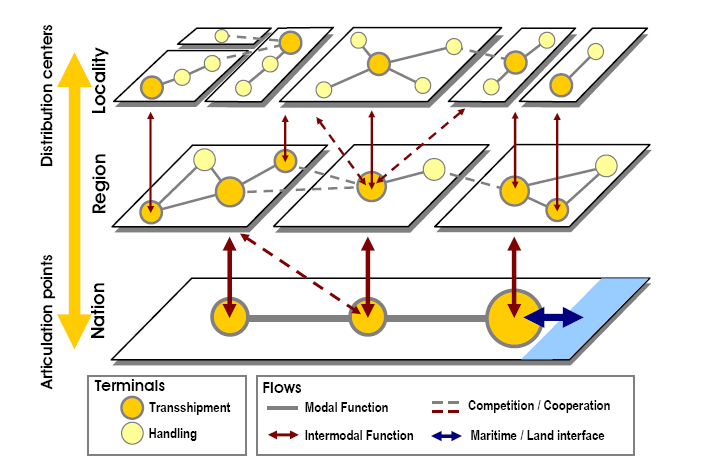 Distribution centers
Locality
Region
Articulation points
Nation
Terminals
Transshipment
Handling
Flows
Modal Function
Competition / Cooperation
Intermodal Function
Maritime / Land interface